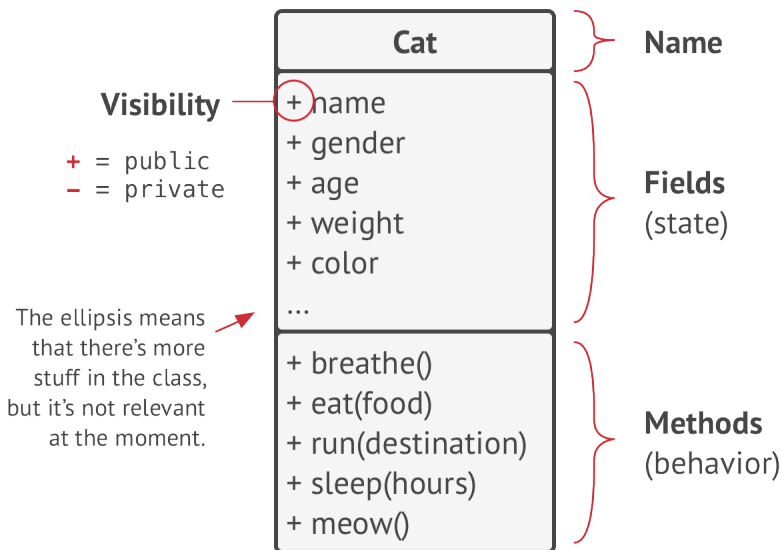 Cat
Name
Visibility
+ = public
− = private
+ name
+ gender
+ age
+ weight
+ color
...
Fields
(state)
The ellipsis means
that there’s more
stuff in the class,
but it’s not relevant
at the moment.
+ breathe()
+ eat(food)
+ run(destination)
+ sleep(hours)
+ meow()
Methods
(behavior)